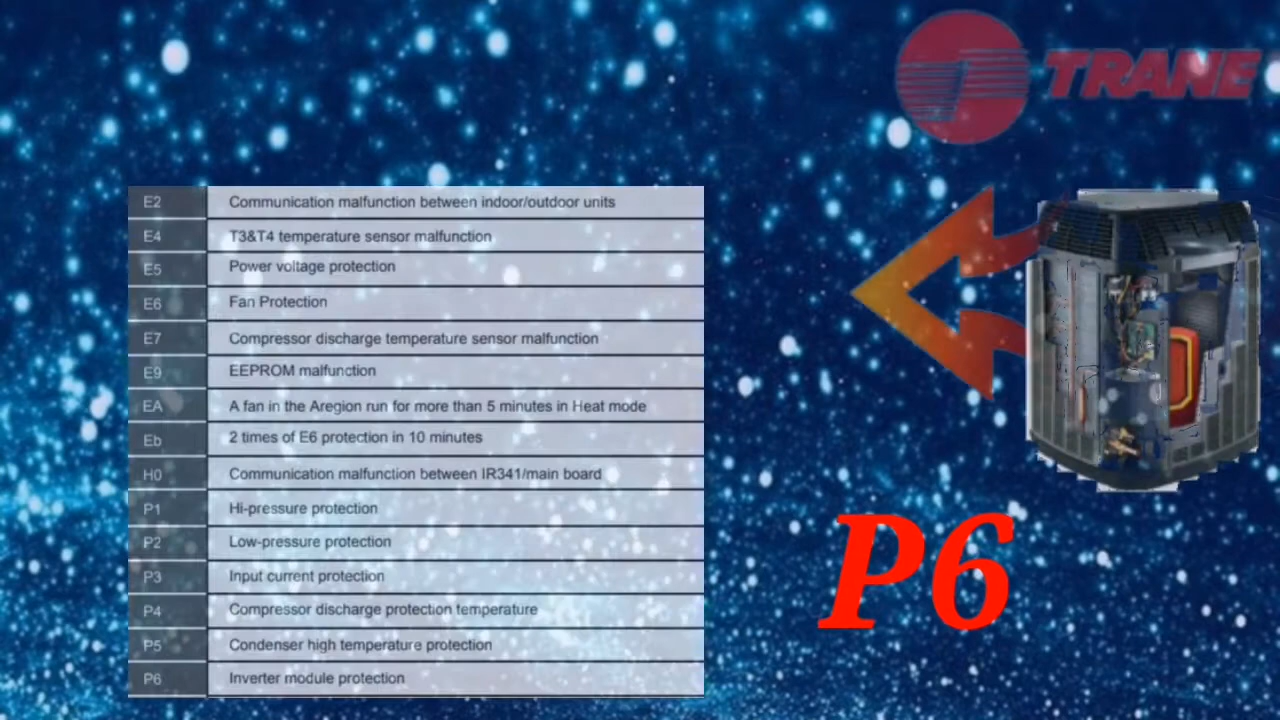 TRANE
E2 Communication malfunction between indoor/outdoor units
E4 T3&T4 temperature sensor malfunction
E5 Power voltage protection
E6 Fan Protection
E7 Compressor discharge temperature sensor malfunction
E9 EEPROM malfunction
EA A fan in the Aregion run for more than 5 minutes in Heat mode
Eb 2 times of E6 protection in 10 minutes
H0 Communication malfunction between IR341/main board
P1 Hi-pressure protection
P2 Low-pressure protection
P3 Input current protection
P4 Compressor discharge protection temperature
P5 Condenser high temperature protection
P6 Inverter module protection
P6